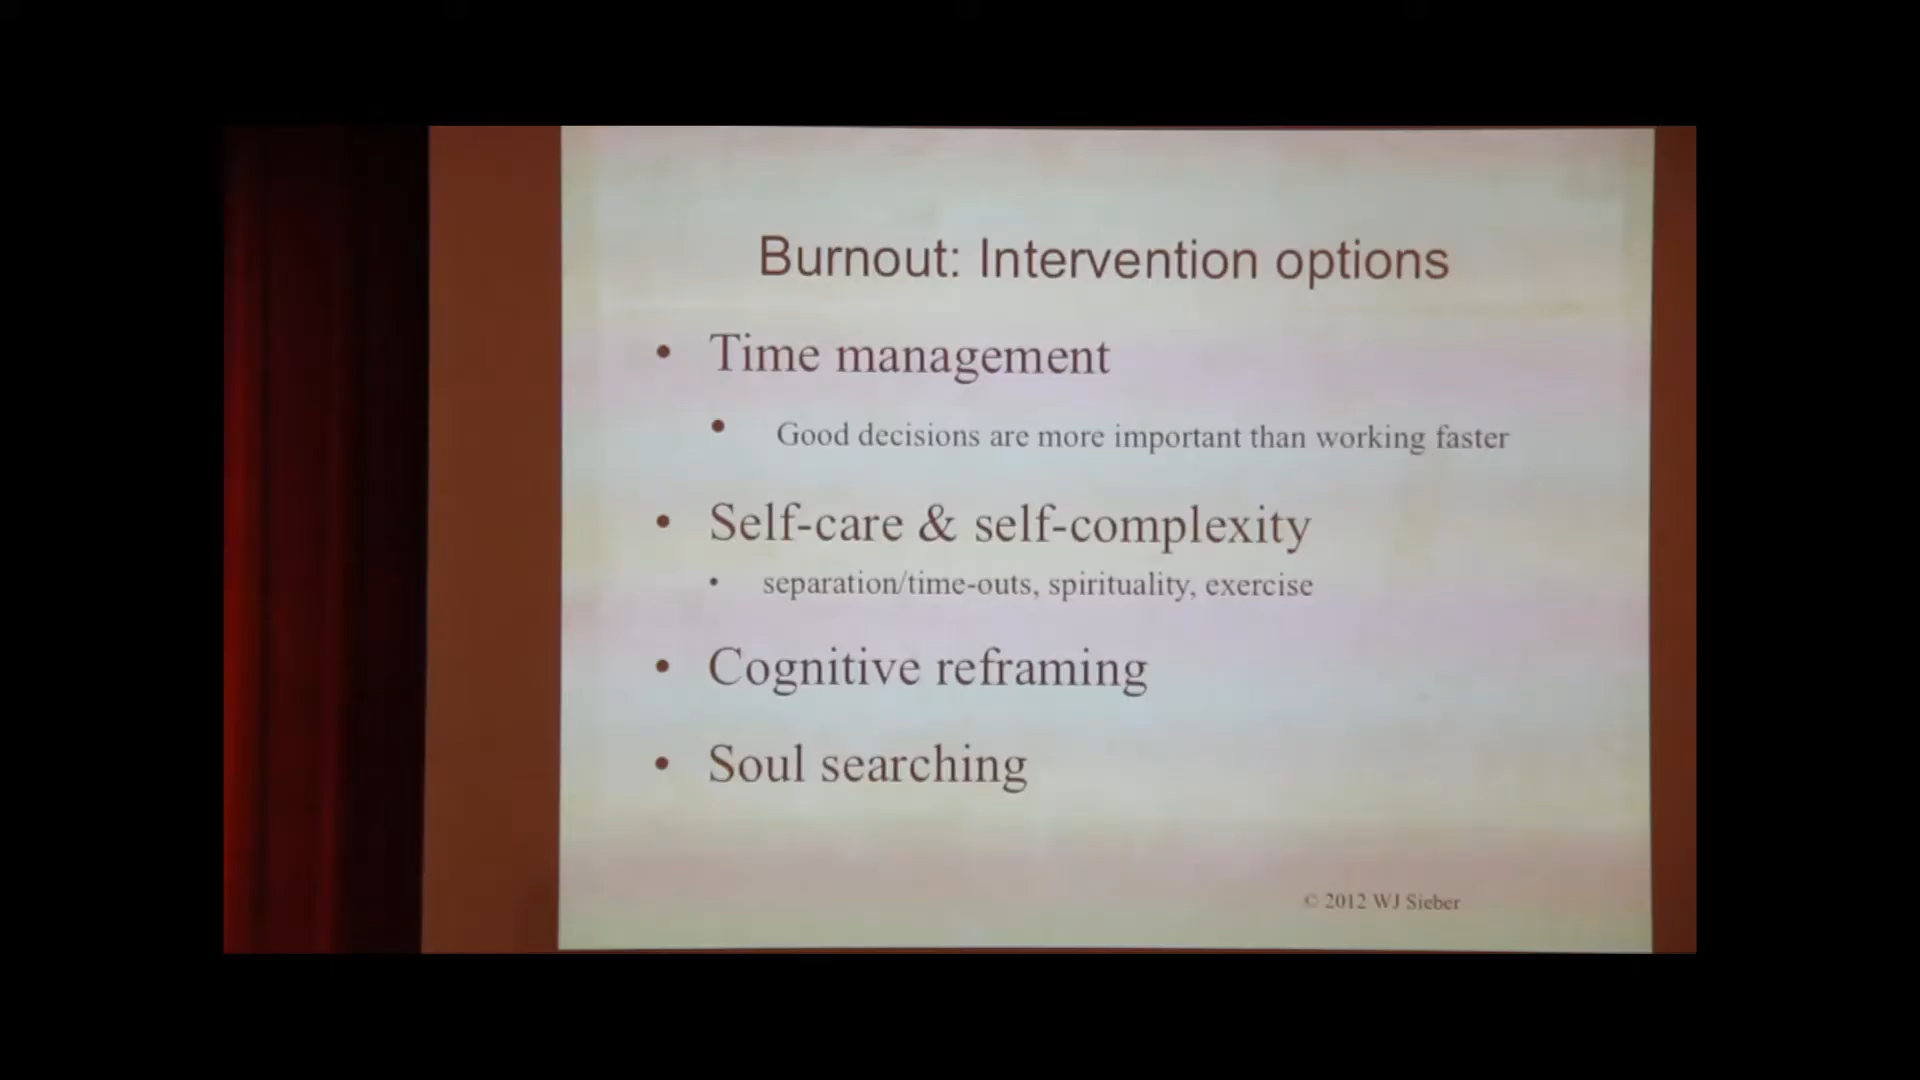 Burnout: Intervention options
• Time management
• Good decisions are more important than working faster
• Self-care & self-complexity
• separation/time-outs, spirituality, exercise
• Cognitive reframing
• Soul searching
© 2012 WJ Sieber